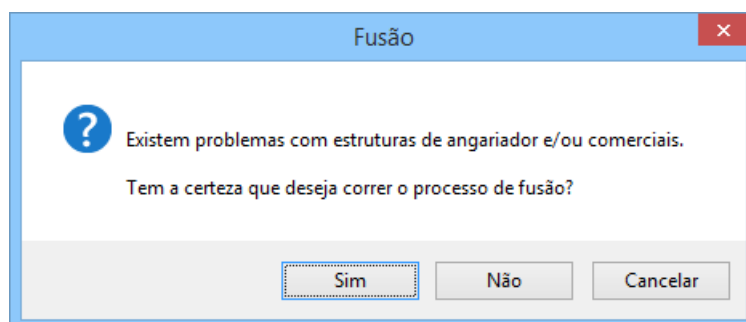 Fusão
Existem problemas com estruturas de angariador e/ou comerciais.
Tem a certeza que deseja correr o processo de fusão?
Sim
Não
Cancelar